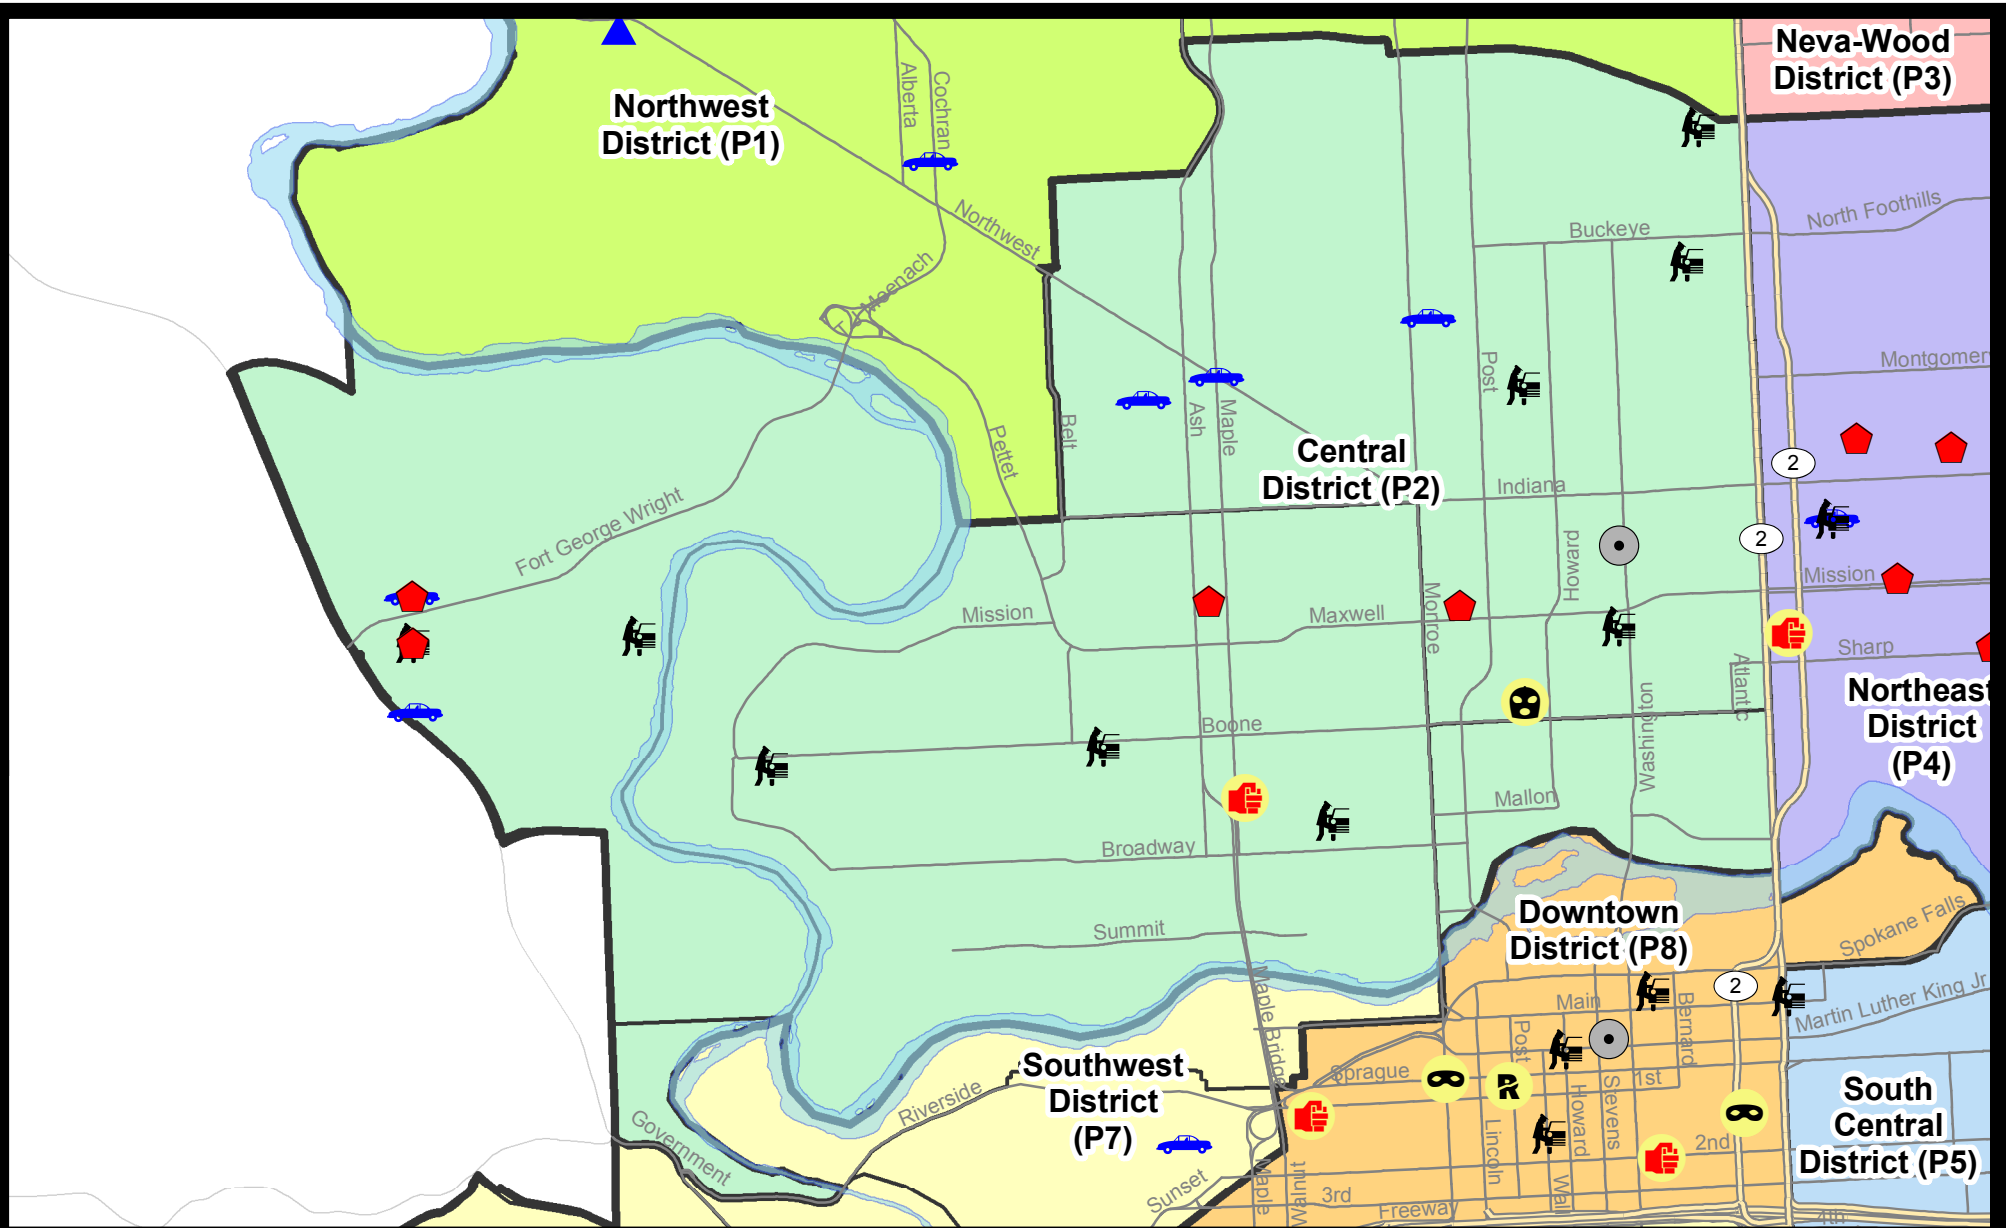 Neva-Wood
District (P3)
Northwest
District (P1)
Alberta
Cochran
Northwest
North Foothills
Buckeye
T J Meenach
Montgomery
Post
Ash
Maple
Belt
Pettet
Central
District (P2)
2
Indiana
Fort George Wright
Howard
2
Mission
Mission
Maxwell
Monroe
Sharp
Atlantic
Northeast
District
(P4)
Boone
Washington
Mallon
Broadway
Downtown
District (P8)
Spokane Falls
Summit
Maple Bridge
2
Main
Bernard
Martin Luther King Jr
Post
Southwest
District
(P7)
Sprague
1st
Riverside
Howard
Stevens
South
Central
District (P5)
Government
Lincoln
2nd
Sunset
Maple
Walnut
3rd
Wall
Freeway
4th